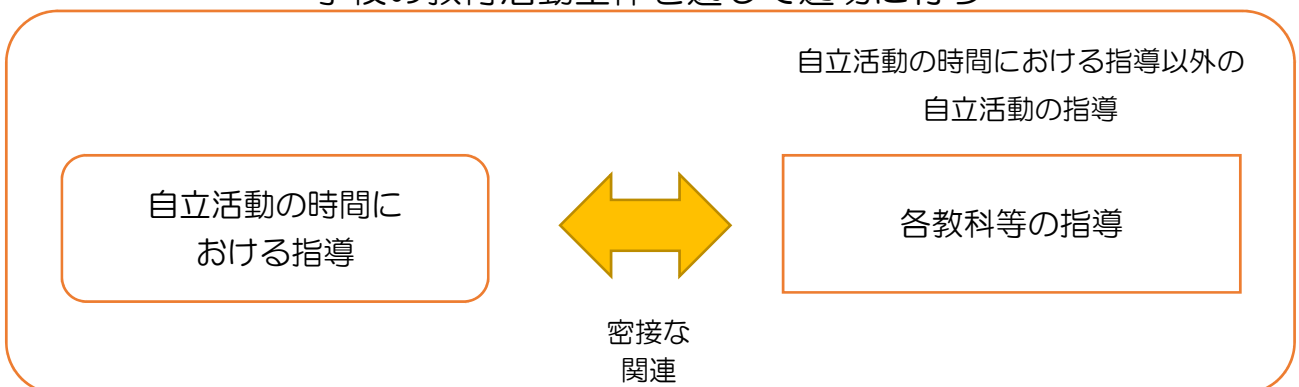 自立活動の時間における指導以外の
自立活動の指導
自立活動の時間に
おける指導
各教科等の指導
密接な
関連